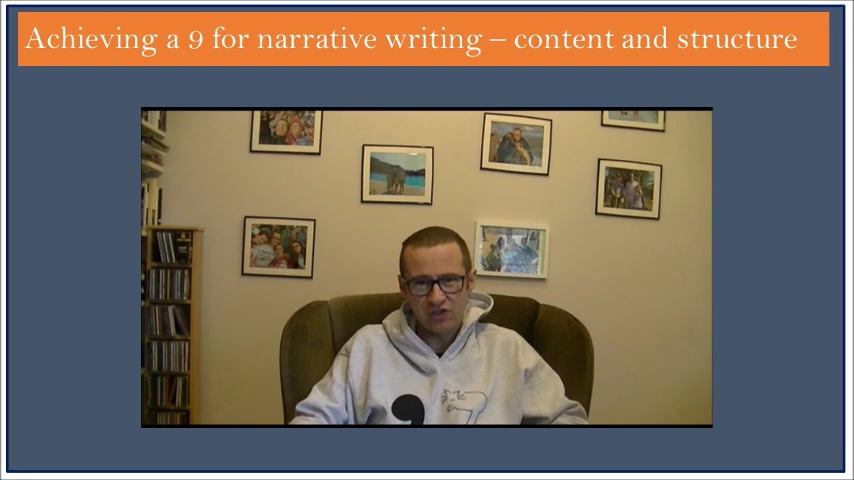 Achieving a 9 for narrative writing – content and structure